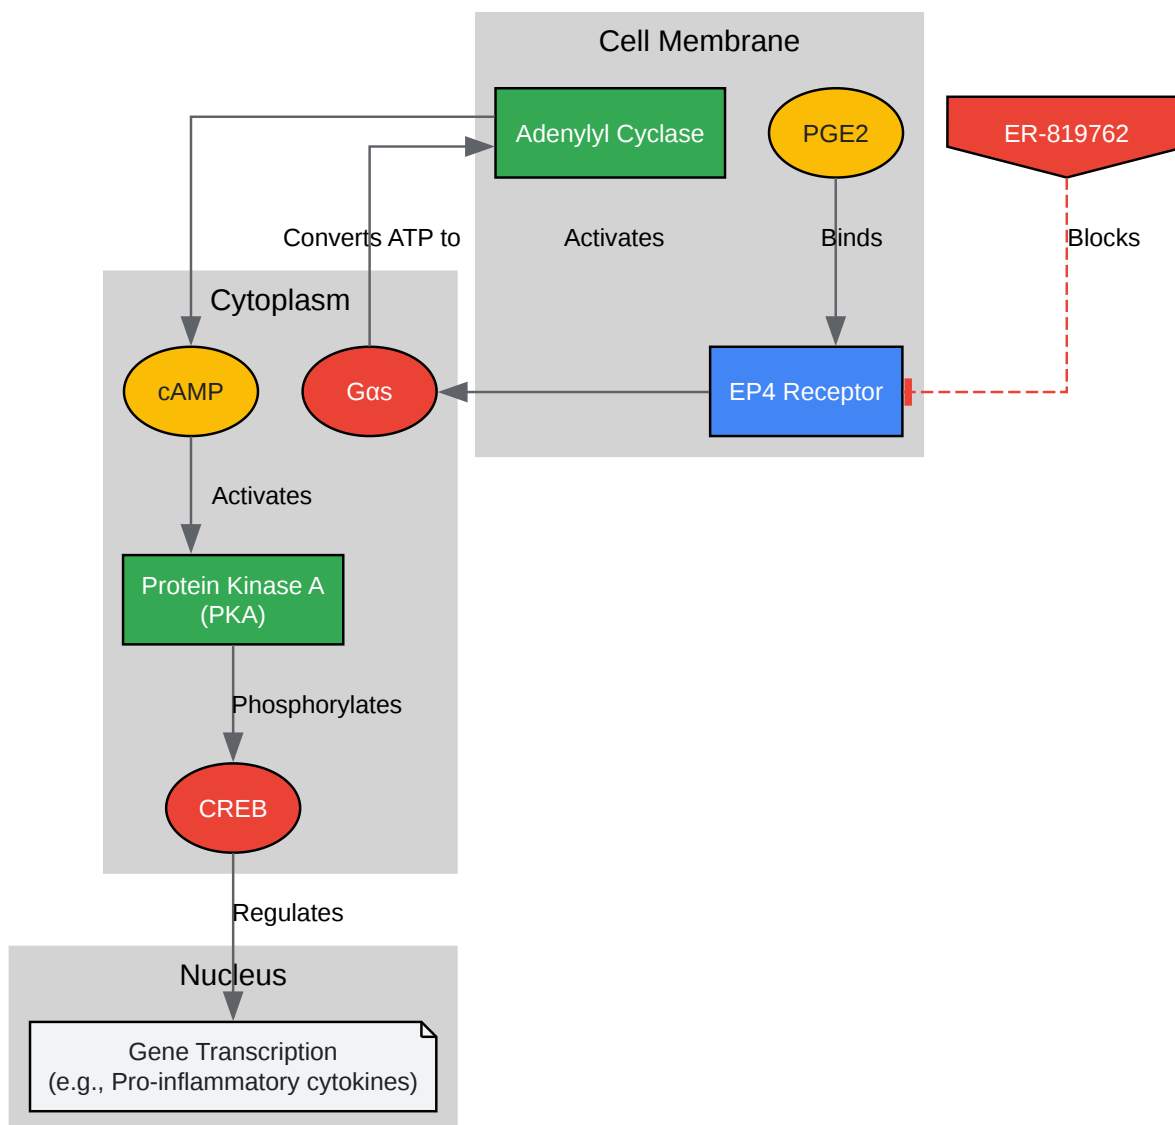 Cell Membrane
Adenylyl Cyclase
PGE2
ER-819762
Converts ATP to
Activates
Binds
Blocks
Cytoplasm
cAMP
Gαs
EP4 Receptor
Activates
Protein Kinase A
(PKA)
Phosphorylates
CREB
Regulates
Nucleus
Gene Transcription
(e.g., Pro-inflammatory cytokines)